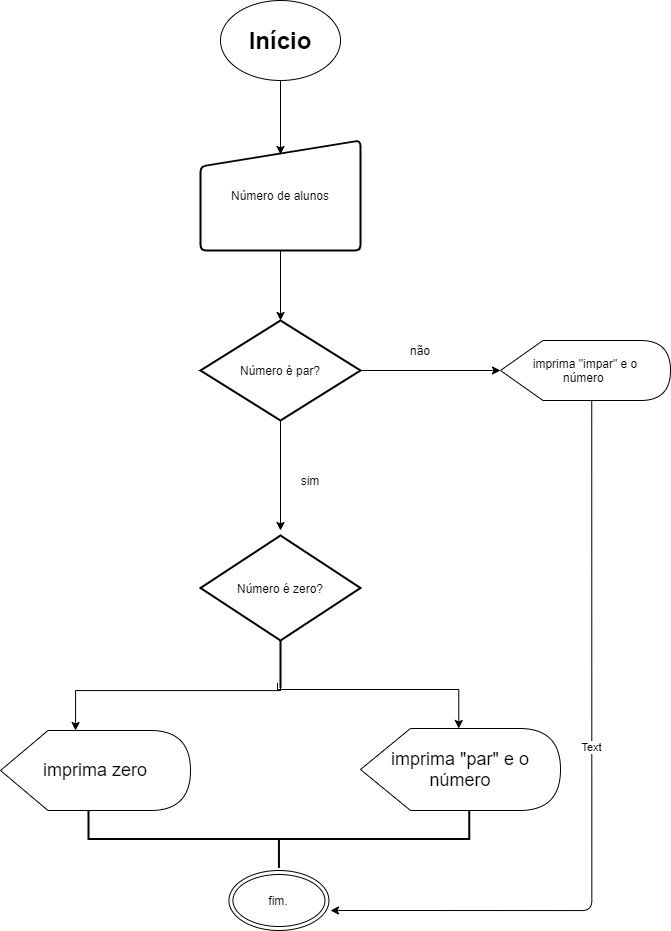 Início
Número de alunos
Número é par?
não
imprima "impar" e o
número
sim
Número é zero?
imprima zero
imprima "par" e o
número
Text
fim.